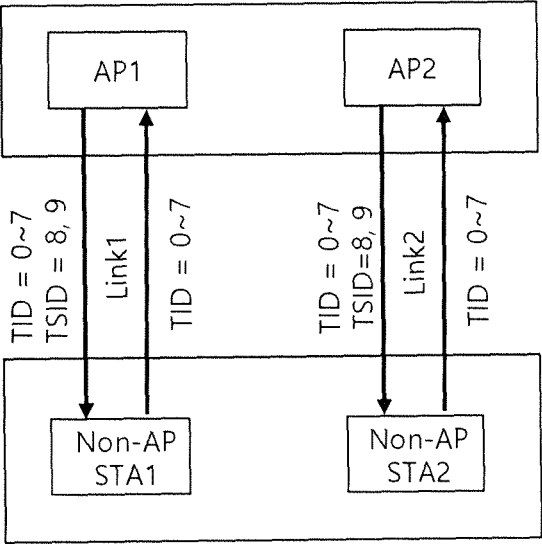 AP1
AP2
TID = 0~7
TSID = 8, 9
Link1
TID = 0~7
TID = 0~7
TSID=8, 9
Link2
TID = 0~7
Non-AP
STA1
Non-AP
STA2